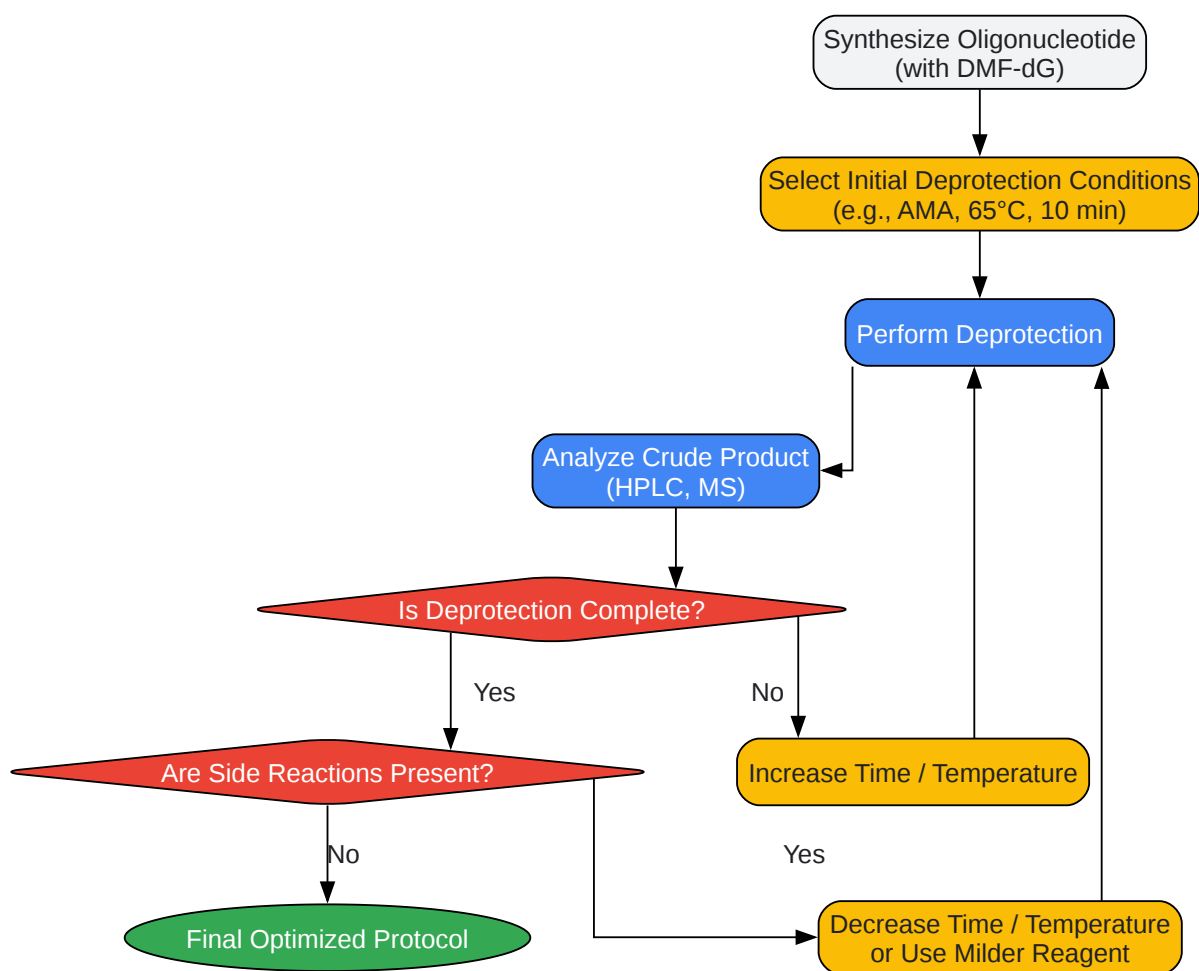 Synthesize Oligonucleotide
(with DMF-dG)
Select Initial Deprotection Conditions
(e.g., AMA, 65°C, 10 min)
Perform Deprotection
Analyze Crude Product
(HPLC, MS)
Is Deprotection Complete?
Yes
No
Are Side Reactions Present?
Increase Time / Temperature
No
Yes
Final Optimized Protocol
Decrease Time / Temperature
or Use Milder Reagent